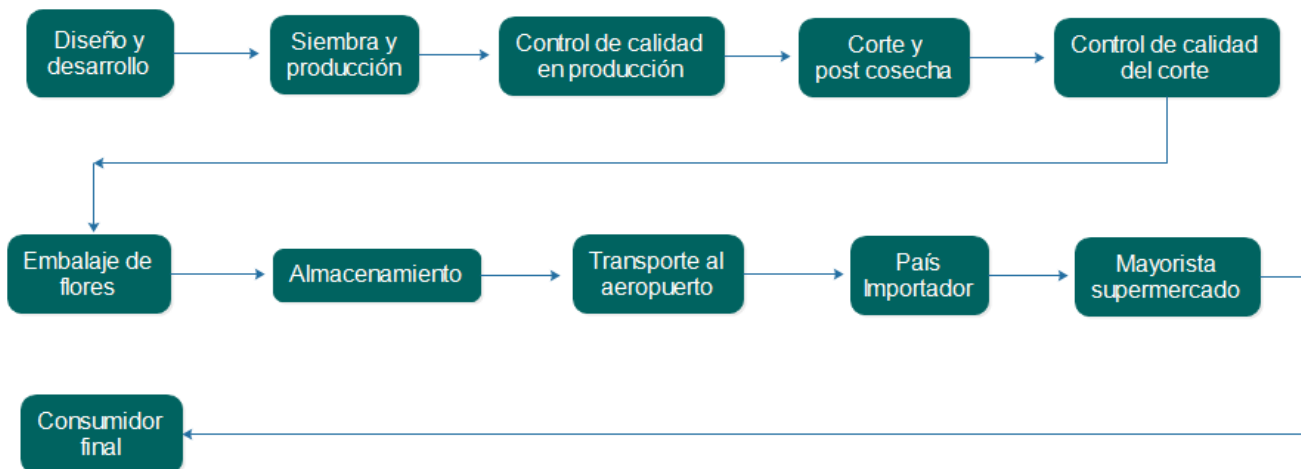 Diseño y
desarrollo
Siembra y
producción
Control de calidad
en producción
Corte y
post cosecha
Control de calidad
del corte
Embalaje de
flores
Almacenamiento
Transporte al
aeropuerto
País
Importador
Mayorista
supermercado
Consumidor
final